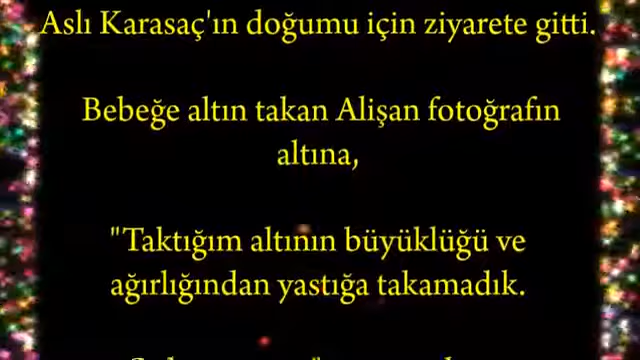 Aslı Karasaç'ın doğumu için ziyarete gitti.
Bebeğe altın takan Alişan fotoğrafın
altına,
"Taktığım altının büyüklüğü ve
ağırlığından yastığa takamadık.